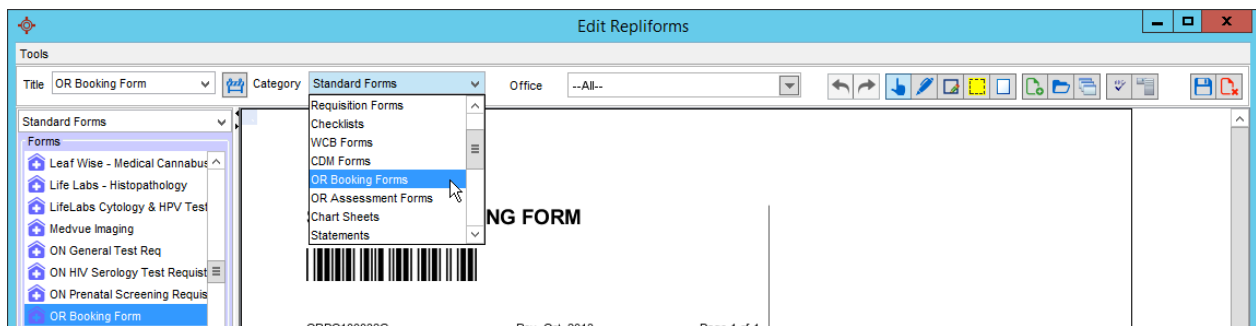 Edit Repliforms
Tools
Title OR Booking Form Category Standard Forms Office --All--
Requisition Forms
Checklists
WCB Forms
CDM Forms
OR Booking Forms
OR Assessment Forms
Chart Sheets
Statements
Standard Forms
Forms
Leaf Wise - Medical Cannabus
Life Labs - Histopathology
LifeLabs Cytology & HPV Test
Medvue Imaging
ON General Test Req
ON HIV Serology Test Requist
ON Prenatal Screening Requis
OR Booking Form
NG FORM